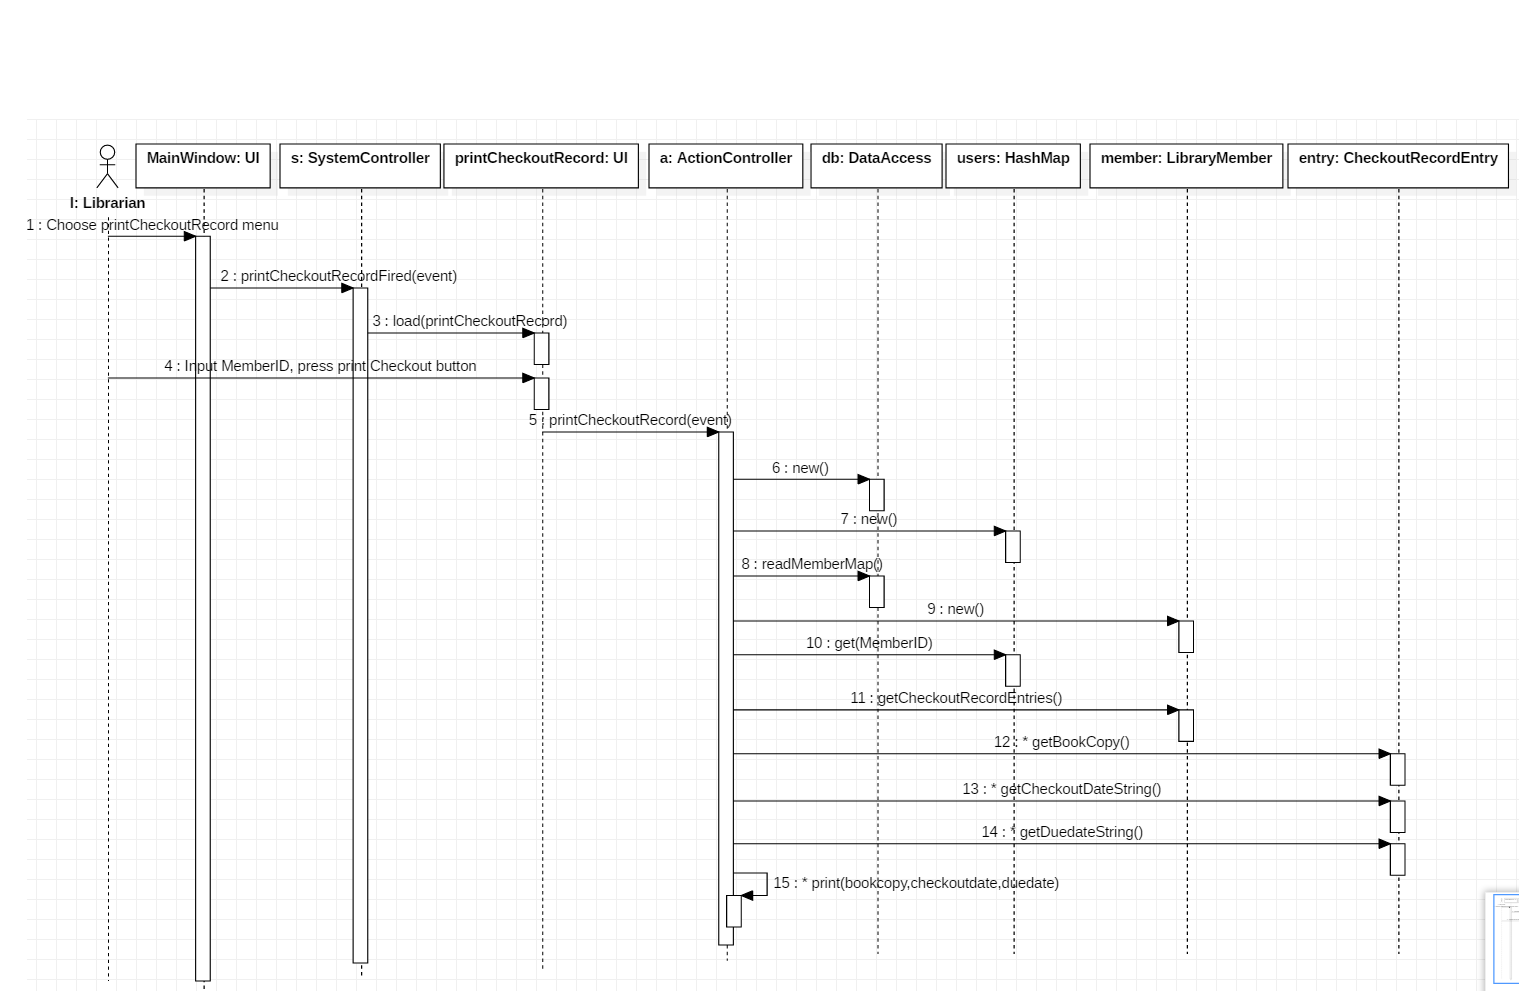 MainWindow: UI
s: SystemController
printCheckoutRecord: UI
a: ActionController
db: DataAccess
users: HashMap
member: LibraryMember
entry: CheckoutRecordEntry
l: Librarian
1 : Choose printCheckoutRecord menu
2 : printCheckoutRecordFired(event)
3 : load(printCheckoutRecord)
4 : Input MemberID, press print Checkout button
5 : printCheckoutRecord(event)
6 : new()
7 : new()
8 : readMemberMap()
9 : new()
10 : get(MemberID)
11 : getCheckoutRecordEntries()
12 : * getBookCopy()
13 : * getCheckoutDateString()
14 : * getDuedateString()
15 : * print(bookcopy,checkoutdate,duedate)